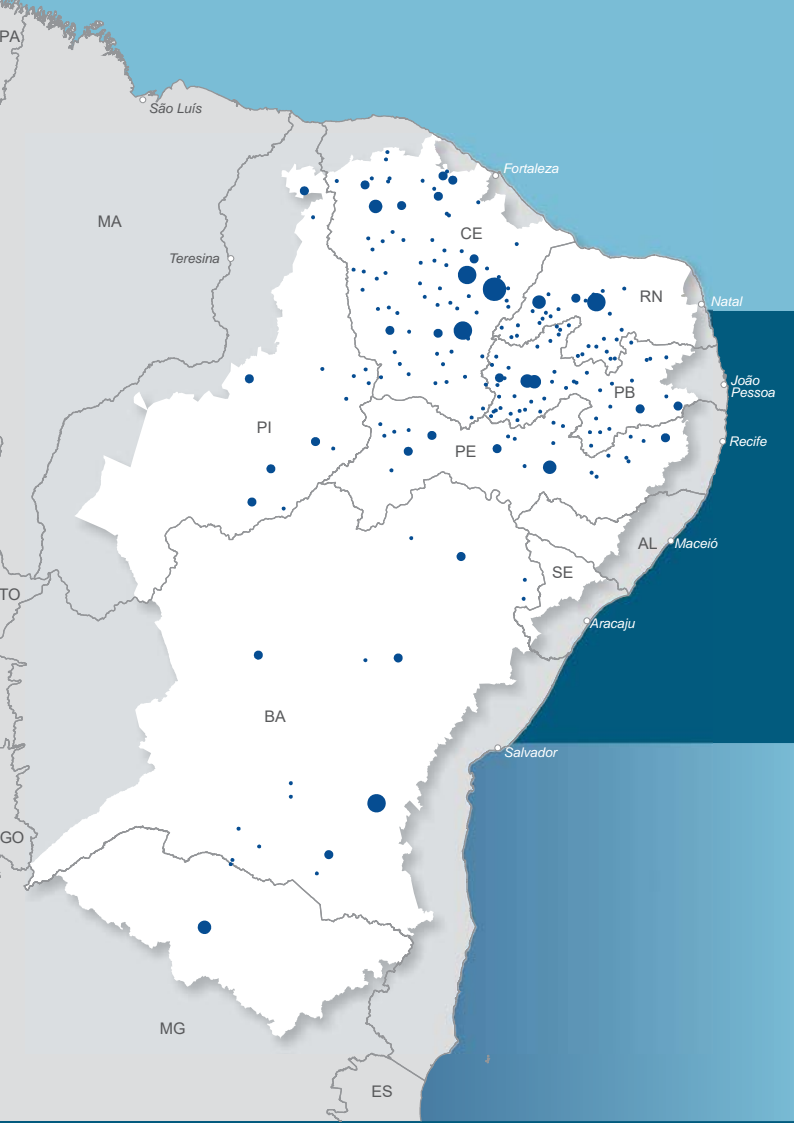 PA
São Luís
Fortaleza
MA
CE
Teresina
RN
Natal
João
Pessoa
PB
PI
Recife
PE
AL
Maceió
SE
TO
Aracaju
BA
Salvador
GO
MG
ES